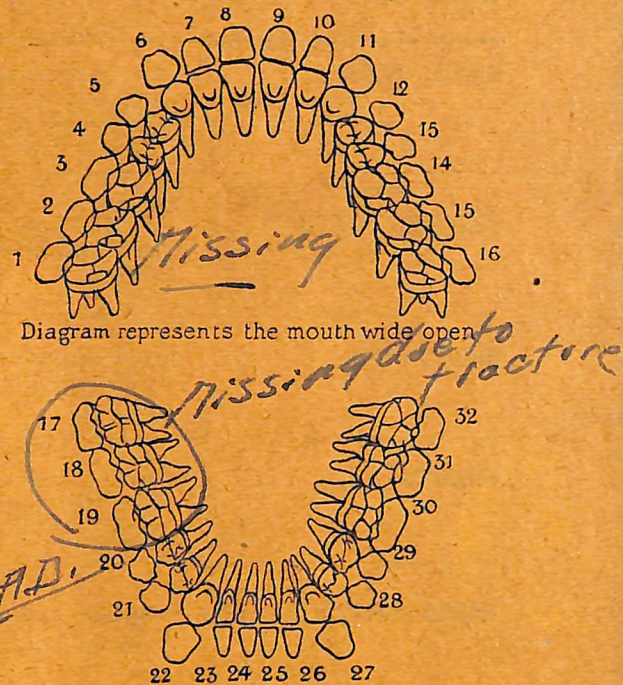 8 9
7 10
6 11
5 12
4 15
3 14
2 15
1 16
Missing
Diagram represents the mouth wide open
Missing due to
fracture
17 32
18 31
19 30
20 29
A.D.
21 28
22 23 24 25 26 27